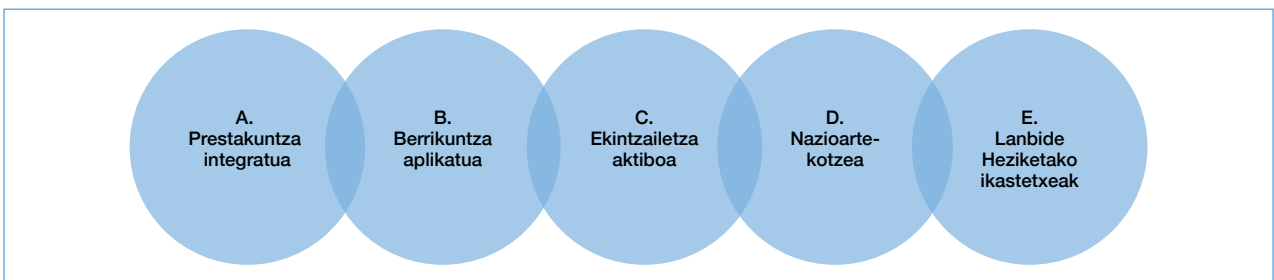 A.
Prestakuntza
integratua
B.
Berrikuntza
aplikatua
C.
Ekintzailetza
aktiboa
D.
Nazioarte-
kotzea
E.
Lanbide
Heziketako
ikastetxeak